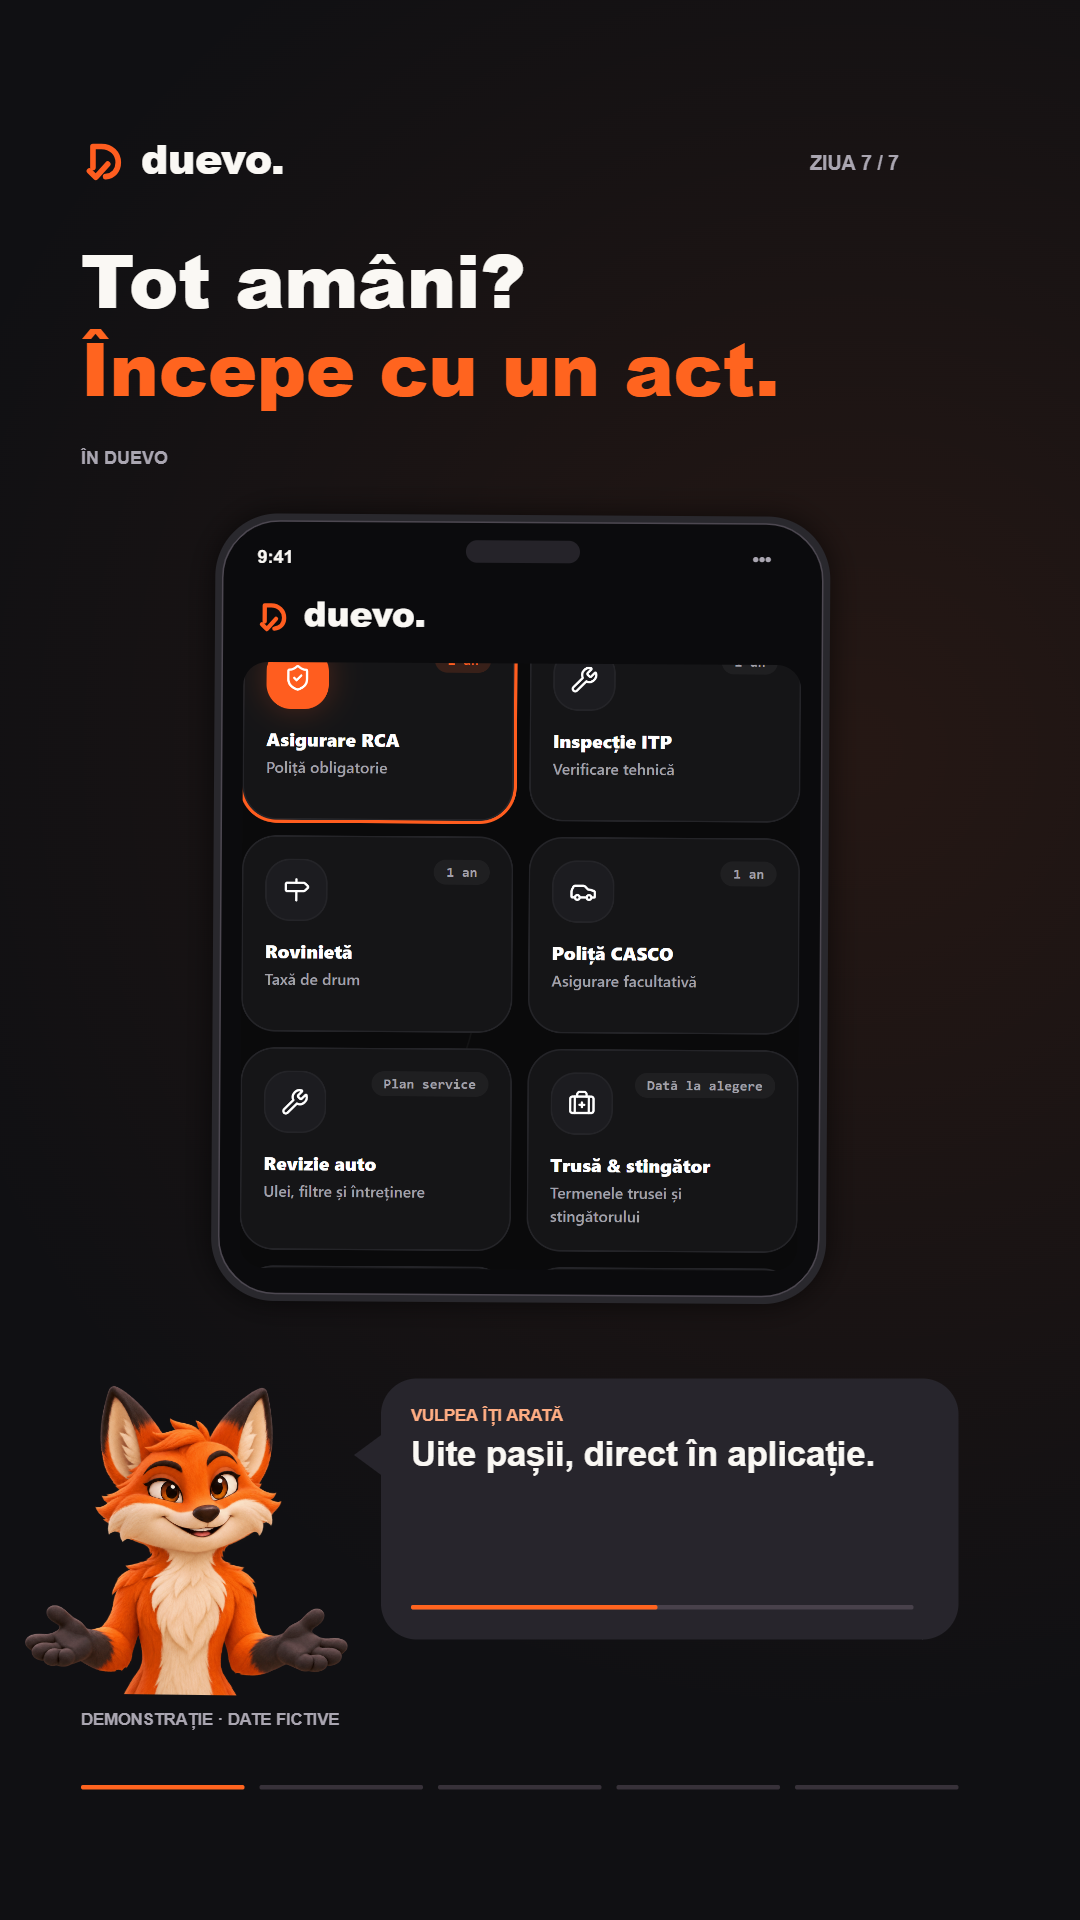 duevo.
ZIUA 7 / 7
Tot amâni?
Începe cu un act.
ÎN DUEVO
9:41
duevo.
Asigurare RCA
Poliță obligatorie
Inspecție ITP
Verificare tehnică
1 an
Rovinietă
Taxă de drum
1 an
Poliță CASCO
Asigurare facultativă
Plan service
Revizie auto
Ulei, filtre și întreținere
Dată la alegere
Trusă & stingător
Termenele trusei și
stingătorului
VULPEA ÎȚI ARATĂ
Uite pașii, direct în aplicație.
DEMONSTRAȚIE · DATE FICTIVE